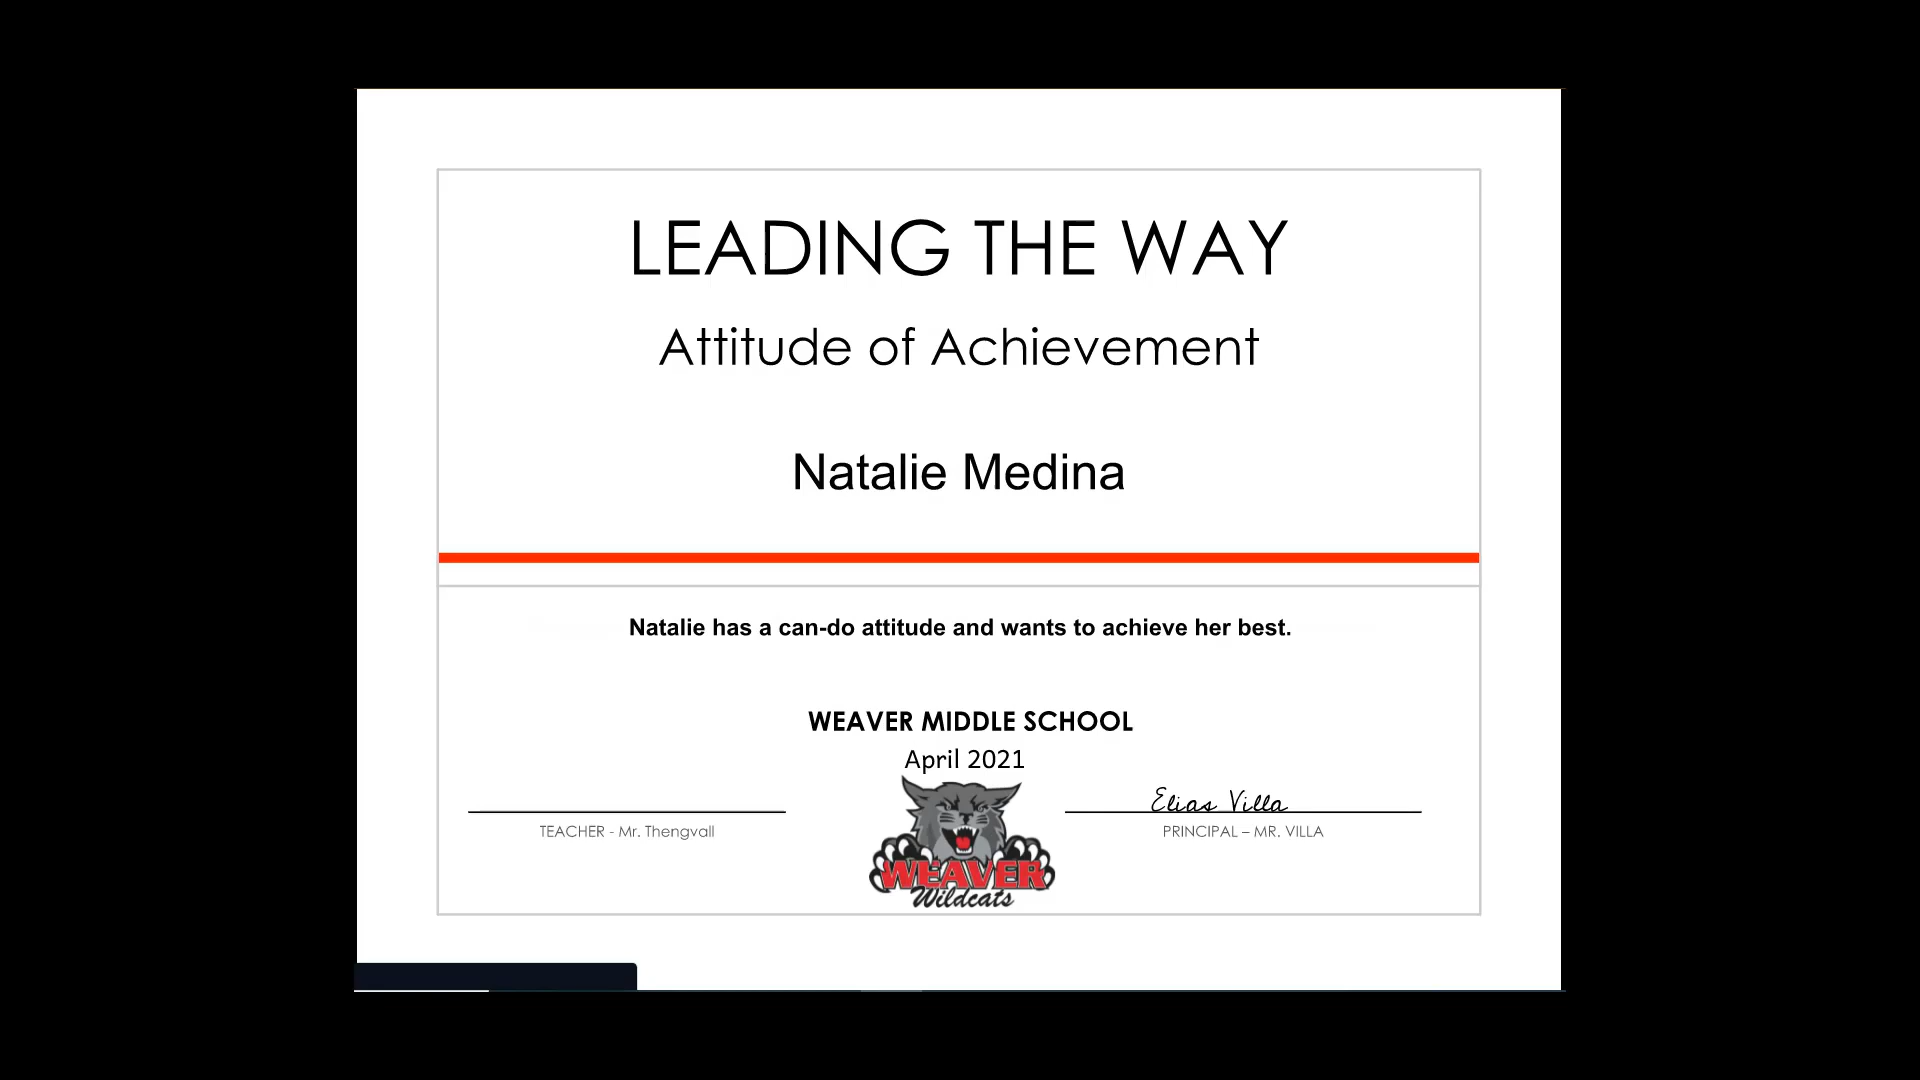 LEADING THE WAY
Attitude of Achievement
Natalie Medina
Natalie has a can-do attitude and wants to achieve her best.
WEAVER MIDDLE SCHOOL
April 2021
Elias Villa
TEACHER - Mr. Thengvall
PRINCIPAL – MR. VILLA
WEAVER
Wildcats